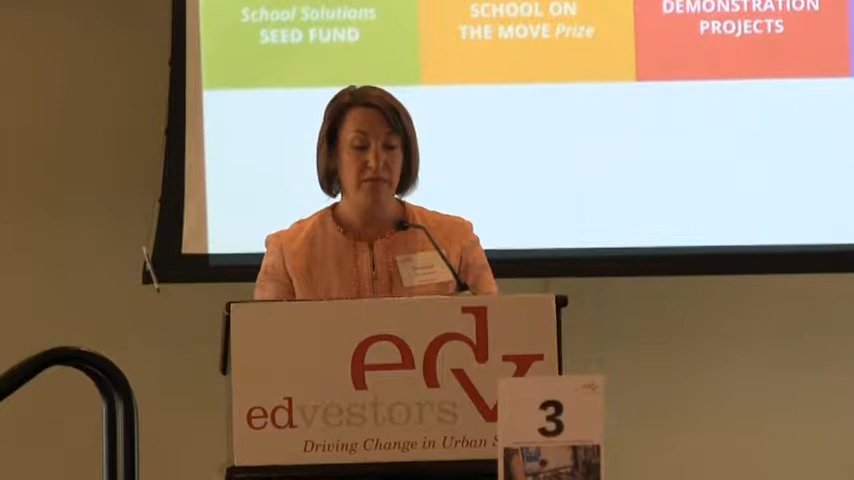 School Solutions
SEED FUND
SCHOOL ON
THE MOVE Prize
DEMONSTRATION
PROJECTS
edv
edvestors
Driving Change in Urban S
3